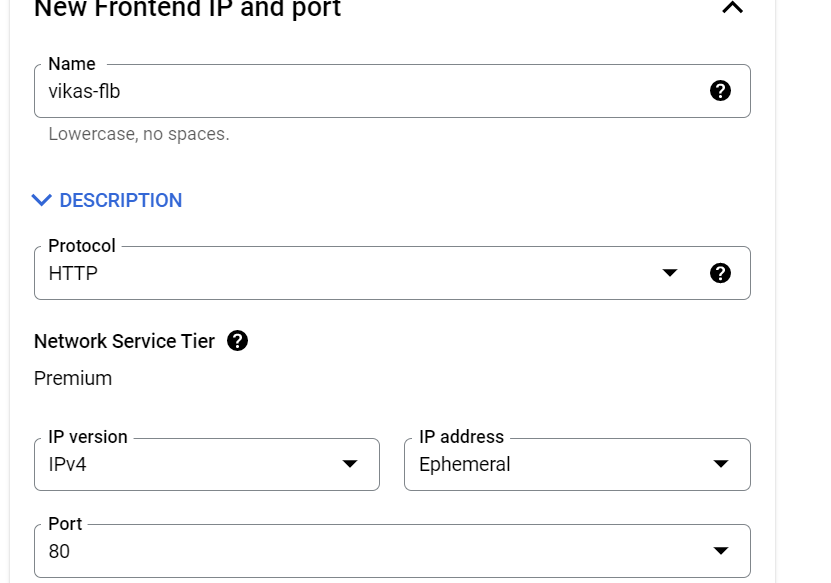 New Frontend IP and port
Name
vikas-flb
Lowercase, no spaces.
DESCRIPTION
Protocol
HTTP
Network Service Tier
Premium
IP version
IPv4
IP address
Ephemeral
Port
80